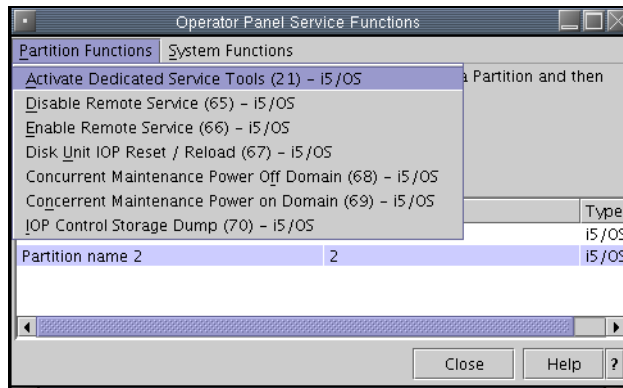 Operator Panel Service Functions
Partition Functions System Functions
Activate Dedicated Service Tools (21) – i5/OS
a Partition and then
Disable Remote Service (65) – i5/OS
Enable Remote Service (66) – i5/OS
Disk Unit IOP Reset / Reload (67) – i5/OS
Concurrent Maintenance Power Off Domain (68) – i5/OS
Concerrent Maintenance Power on Domain (69) – i5/OS
Type
IOP Control Storage Dump (70) – i5/OS
i5/OS
Partition name 2 2 i5/OS
Close Help ?